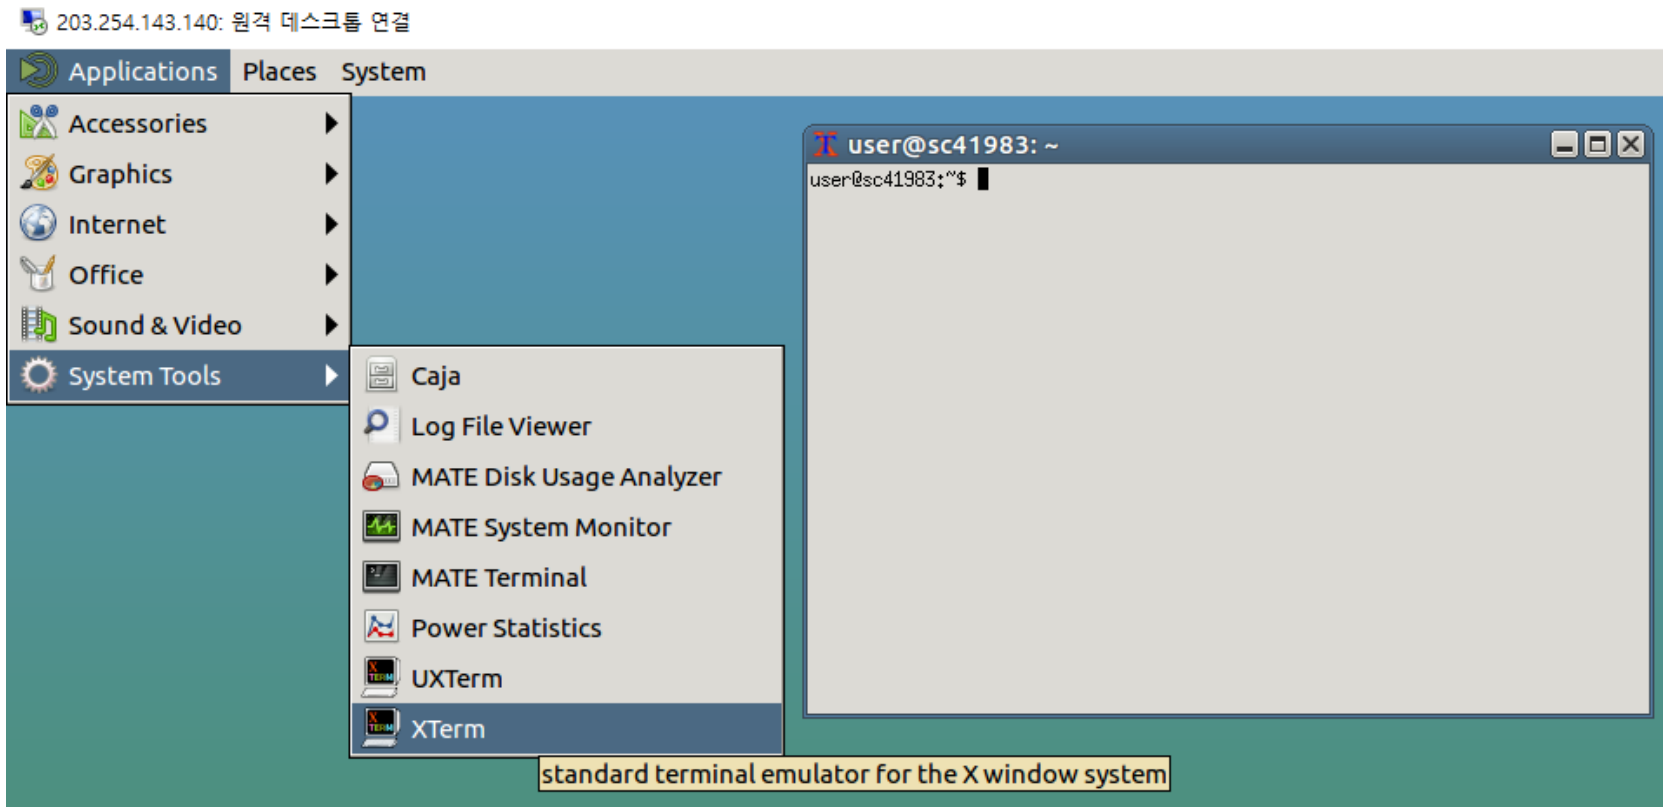 203.254.143.140: 원격 데스크톱 연결
Applications Places System
Accessories
Graphics
Internet
Office
Sound & Video
System Tools
Caja
Log File Viewer
MATE Disk Usage Analyzer
MATE System Monitor
MATE Terminal
Power Statistics
UXTerm
XTerm
standard terminal emulator for the X window system
user@sc41983: ~
user@sc41983:~$